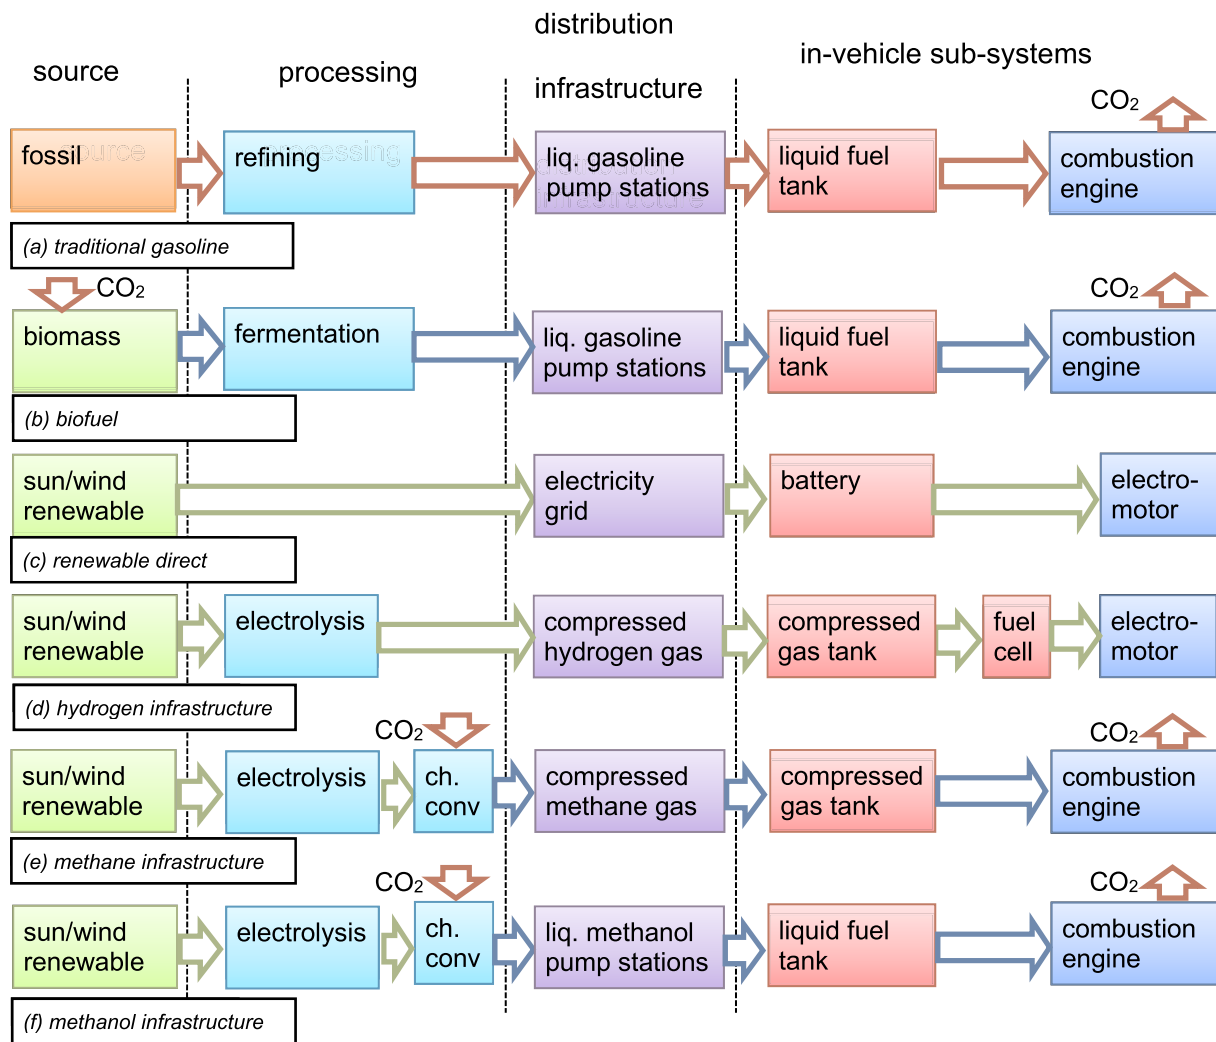 distribution
infrastructure
source
processing
in-vehicle sub-systems
fossil
source
refining
processing
liq. gasoline
pump stations
distribution
infrastructure
liquid fuel
tank
CO2
combustion
engine
(a) traditional gasoline
CO2
biomass
fermentation
liq. gasoline
pump stations
liquid fuel
tank
CO2
combustion
engine
(b) biofuel
sun/wind
renewable
electricity
grid
battery
electro-
motor
(c) renewable direct
sun/wind
renewable
electrolysis
compressed
hydrogen gas
compressed
gas tank
fuel
cell
electro-
motor
(d) hydrogen infrastructure
sun/wind
renewable
electrolysis
CO2
ch.
conv
compressed
methane gas
compressed
gas tank
CO2
combustion
engine
(e) methane infrastructure
sun/wind
renewable
electrolysis
CO2
ch.
conv
liq. methanol
pump stations
liquid fuel
tank
CO2
combustion
engine
(f) methanol infrastructure